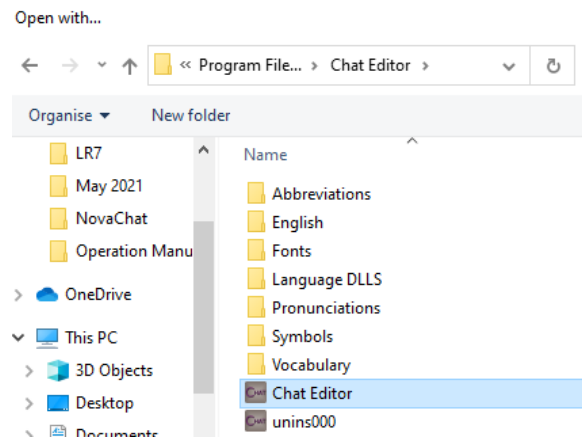 Open with...
« Program File... › Chat Editor ›
Organise New folder
LR7
May 2021
NovaChat
Operation Manu
OneDrive
This PC
3D Objects
Desktop
Documents
Name
Abbreviations
English
Fonts
Language DLLS
Pronunciations
Symbols
Vocabulary
Chat Editor
unins000